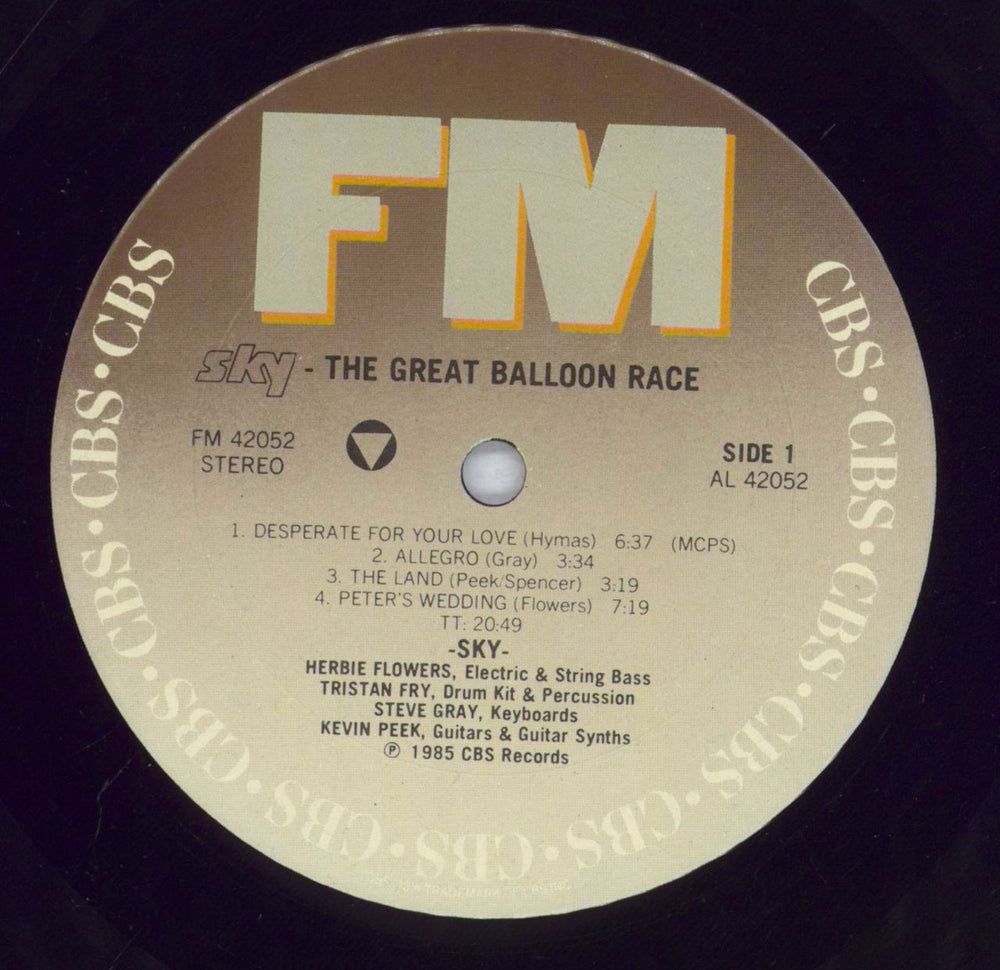 FM
sky - THE GREAT BALLOON RACE
FM 42052
STEREO
SIDE 1
AL 42052
1. DESPERATE FOR YOUR LOVE (Hymas) 6:37 (MCPS)
2. ALLEGRO (Gray) 3:34
3. THE LAND (Peek/Spencer) 3:19
4. PETER'S WEDDING (Flowers) 7:19
TT: 20:49
-SKY-
HERBIE FLOWERS, Electric & String Bass
TRISTAN FRY, Drum Kit & Percussion
STEVE GRAY, Keyboards
KEVIN PEEK, Guitars & Guitar Synths
Ⓟ 1985 CBS Records
CBS • CBS • CBS • CBS • CBS • CBS • CBS • CBS • CBS • CBS • CBS • CBS